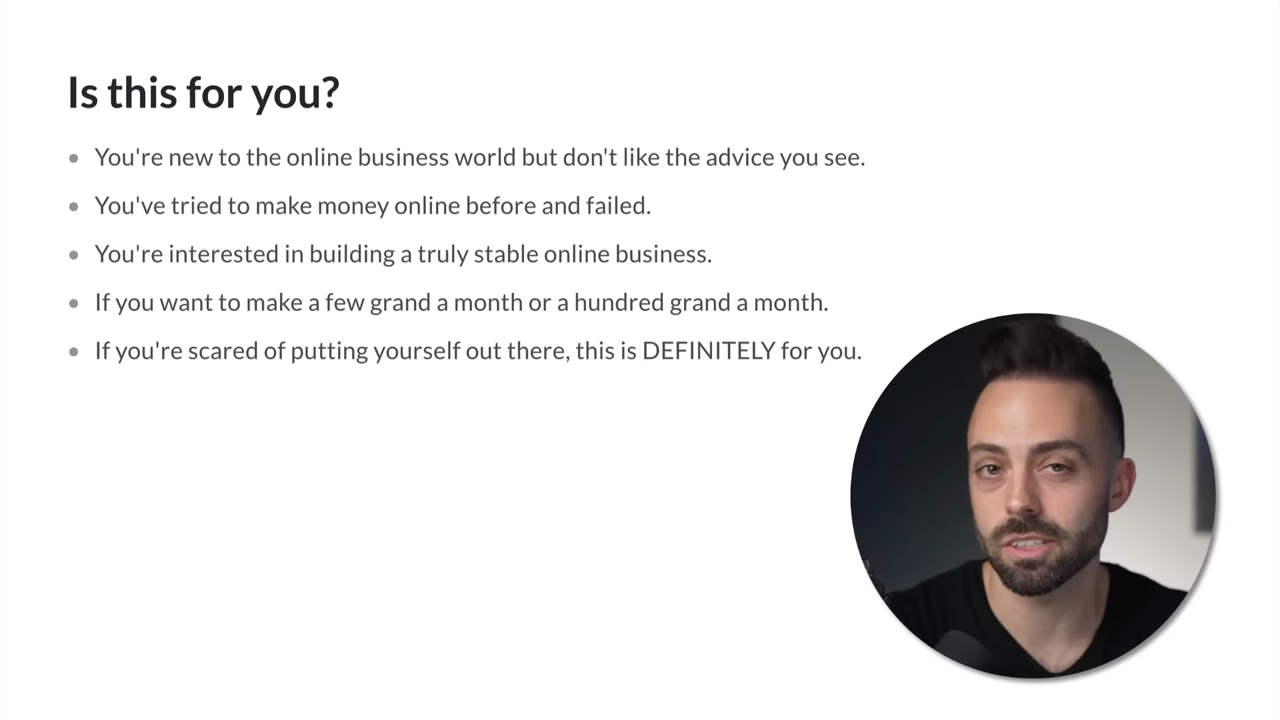 Is this for you?
You're new to the online business world but don't like the advice you see.
You've tried to make money online before and failed.
You're interested in building a truly stable online business.
If you want to make a few grand a month or a hundred grand a month.
If you're scared of putting yourself out there, this is DEFINITELY for you.